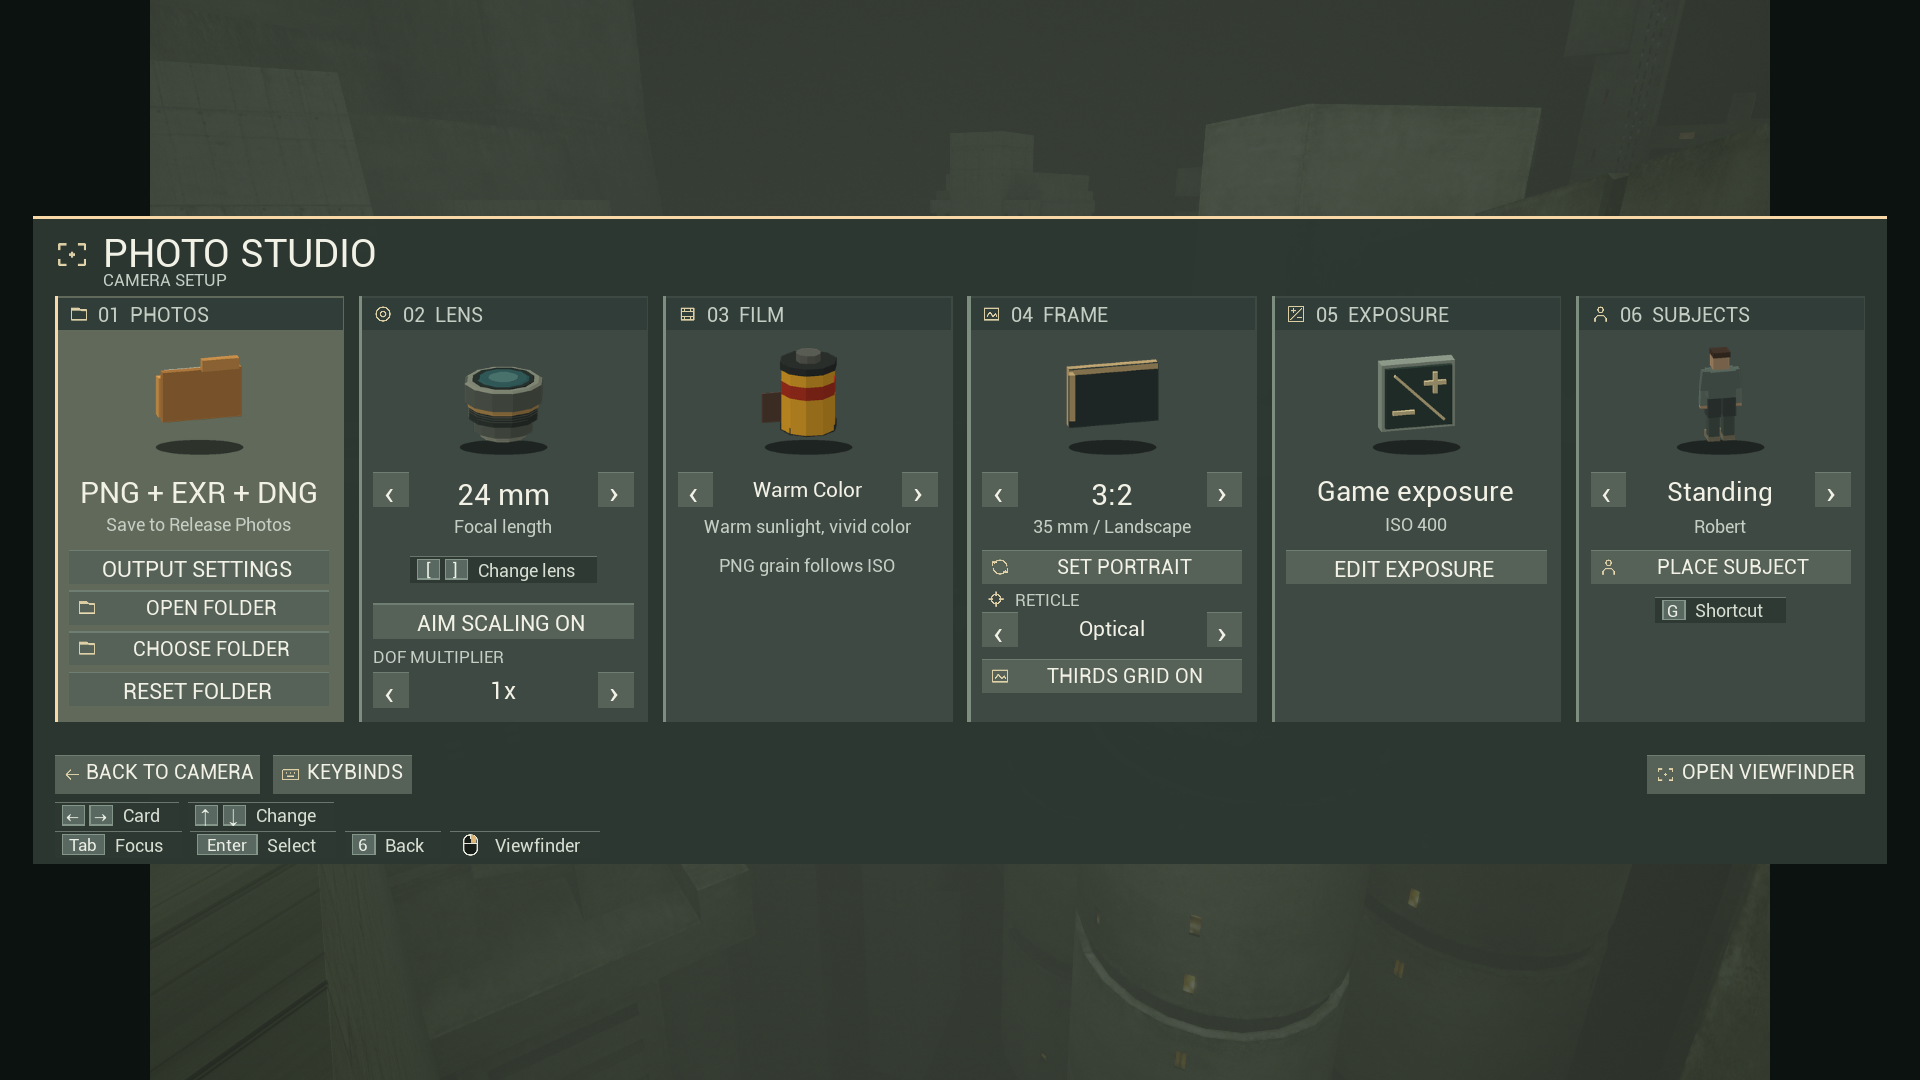 PHOTO STUDIO
CAMERA SETUP
01 PHOTOS
PNG + EXR + DNG
Save to Release Photos
OUTPUT SETTINGS
OPEN FOLDER
CHOOSE FOLDER
RESET FOLDER
02 LENS
‹ 24 mm ›
Focal length
[ ] Change lens
AIM SCALING ON
DOF MULTIPLIER
‹ 1x ›
03 FILM
‹ Warm Color ›
Warm sunlight, vivid color
PNG grain follows ISO
04 FRAME
‹ 3:2 ›
35 mm / Landscape
SET PORTRAIT
RETICLE
‹ Optical ›
THIRDS GRID ON
05 EXPOSURE
Game exposure
ISO 400
EDIT EXPOSURE
06 SUBJECTS
‹ Standing ›
Robert
PLACE SUBJECT
G Shortcut
← BACK TO CAMERA
KEYBINDS
OPEN VIEWFINDER
← → Card ↑ ↓ Change
Tab Focus Enter Select 6 Back Viewfinder